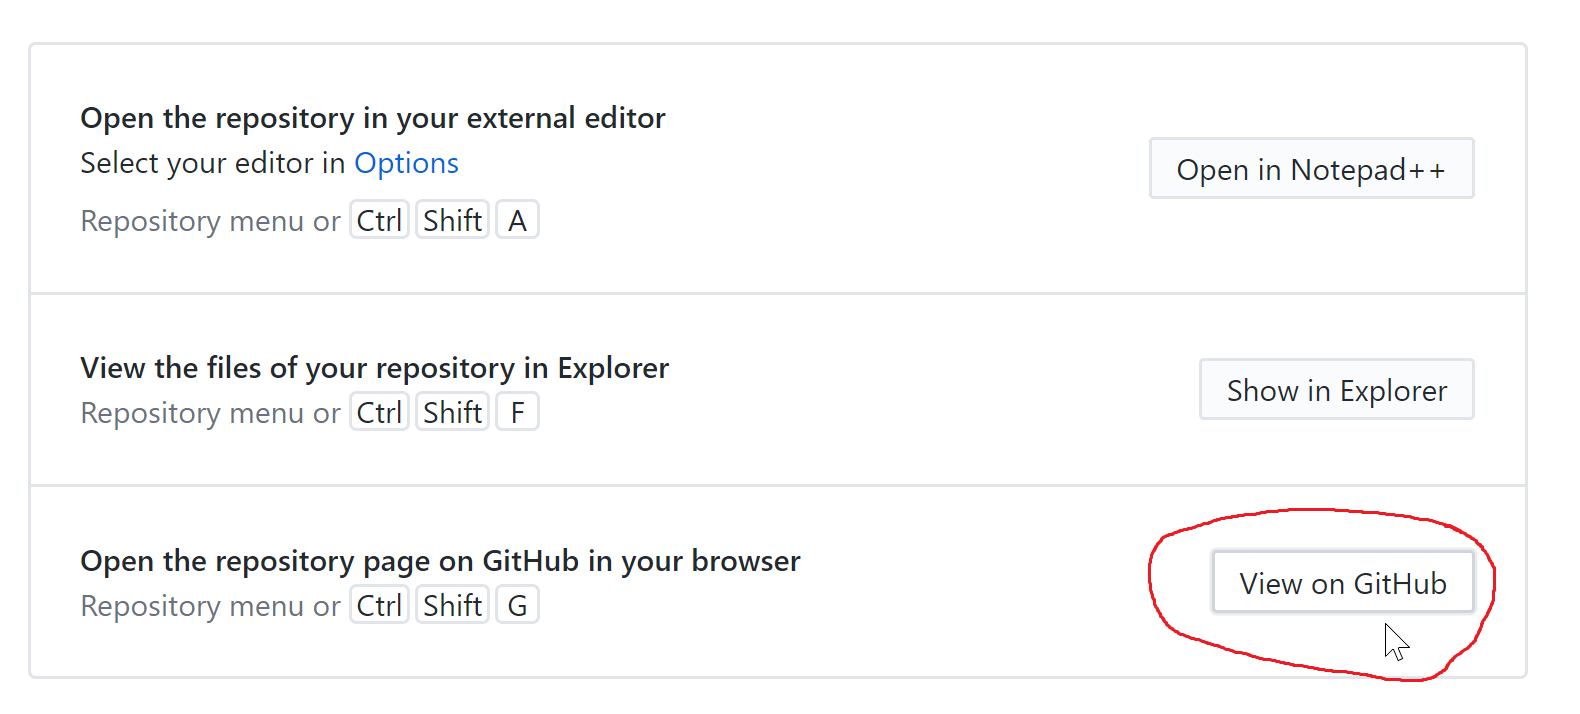 Open the repository in your external editor
Select your editor in Options
Repository menu or Ctrl Shift A
Open in Notepad++
View the files of your repository in Explorer
Repository menu or Ctrl Shift F
Show in Explorer
Open the repository page on GitHub in your browser
Repository menu or Ctrl Shift G
View on GitHub